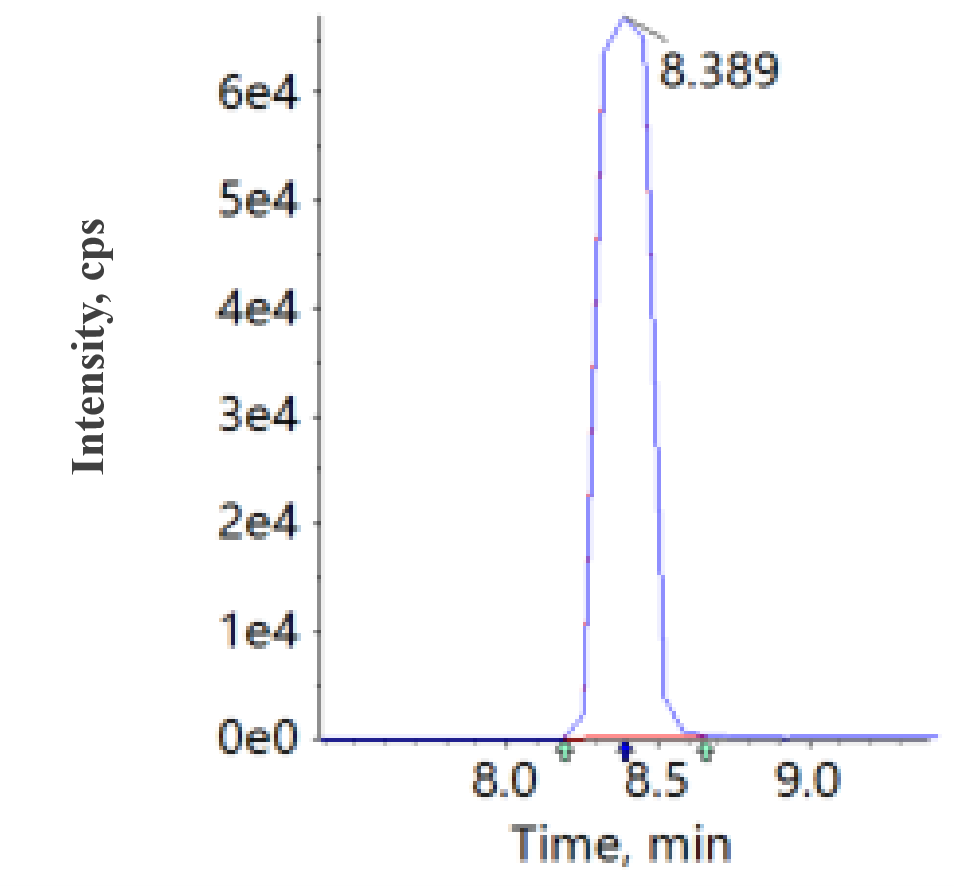 8.389
6e4
5e4
4e4
3e4
2e4
1e4
0e0
Intensity, cps
8.0 8.5 9.0
Time, min